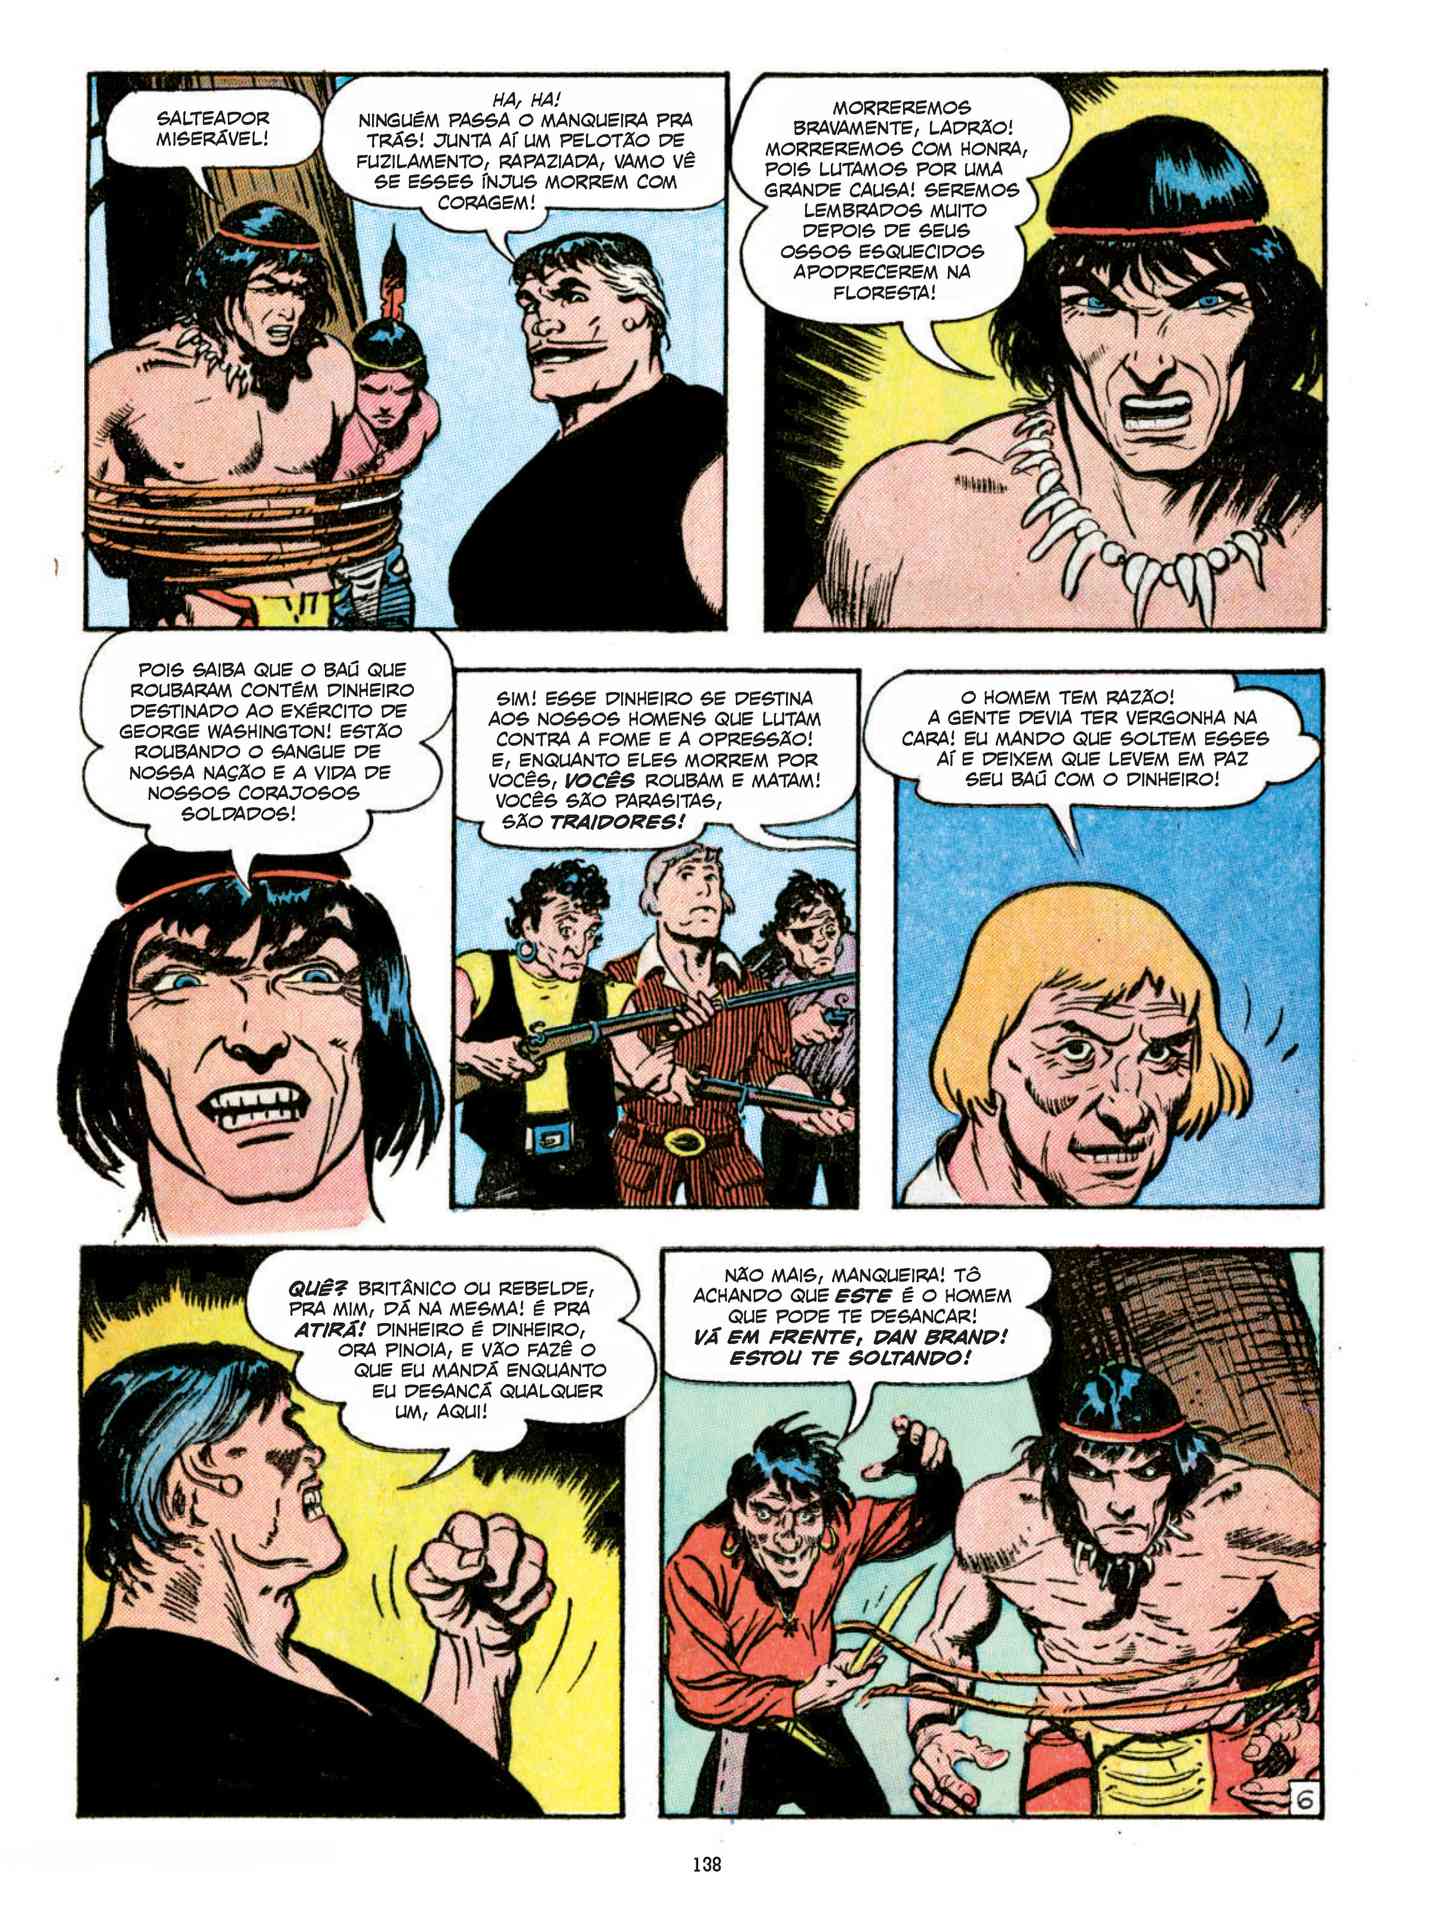 SALTEADOR
MISERÁVEL!
HA, HA!
NINGUÉM PASSA O MANQUEIRA PRA
TRÁS! JUNTA AÍ UM PELOTÃO DE
FUZILAMENTO, RAPAZIADA, VAMO VÊ
SE ESSES ÍNJUS MORREM COM
CORAGEM!
MORREREMOS
BRAVAMENTE, LADRÃO!
MORREREMOS COM HONRA,
POIS LUTAMOS POR UMA
GRANDE CAUSA! SEREMOS
LEMBRADOS MUITO
DEPOIS DE SEUS
OSSOS ESQUECIDOS
APODRECEREM NA
FLORESTA!
POIS SAIBA QUE O BAÚ QUE
ROUBARAM CONTÉM DINHEIRO
DESTINADO AO EXÉRCITO DE
GEORGE WASHINGTON! ESTÃO
ROUBANDO O SANGUE DE
NOSSA NAÇÃO E A VIDA DE
NOSSOS CORAJOSOS
SOLDADOS!
SIM! ESSE DINHEIRO SE DESTINA
AOS NOSSOS HOMENS QUE LUTAM
CONTRA A FOME E A OPRESSÃO!
E, ENQUANTO ELES MORREM POR
VOCÊS, VOCÊS ROUBAM E MATAM!
VOCÊS SÃO PARASITAS,
SÃO TRAIDORES!
O HOMEM TEM RAZÃO!
A GENTE DEVIA TER VERGONHA NA
CARA! EU MANDO QUE SOLTEM ESSES
AÍ E DEIXEM QUE LEVEM EM PAZ
SEU BAÚ COM O DINHEIRO!
QUÊ? BRITÂNICO OU REBELDE,
PRA MIM, DÁ NA MESMA! É PRA
ATIRÁ! DINHEIRO É DINHEIRO,
ORA PINOIA, E VÃO FAZÊ O
QUE EU MANDÁ ENQUANTO
EU DESANCÁ QUALQUER
UM, AQUI!
NÃO MAIS, MANQUEIRA! TÔ
ACHANDO QUE ESTE É O HOMEM
QUE PODE TE DESANCAR!
VÁ EM FRENTE, DAN BRAND!
ESTOU TE SOLTANDO!
6
138